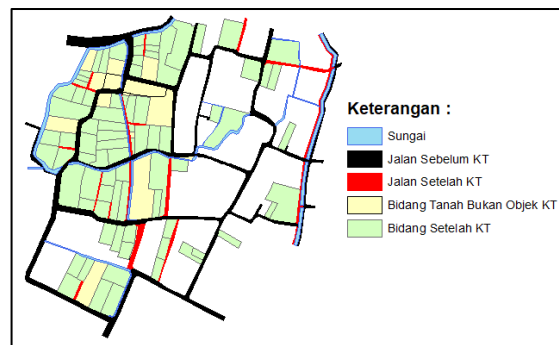 Keterangan :
Sungai
Jalan Sebelum KT
Jalan Setelah KT
Bidang Tanah Bukan Objek KT
Bidang Setelah KT